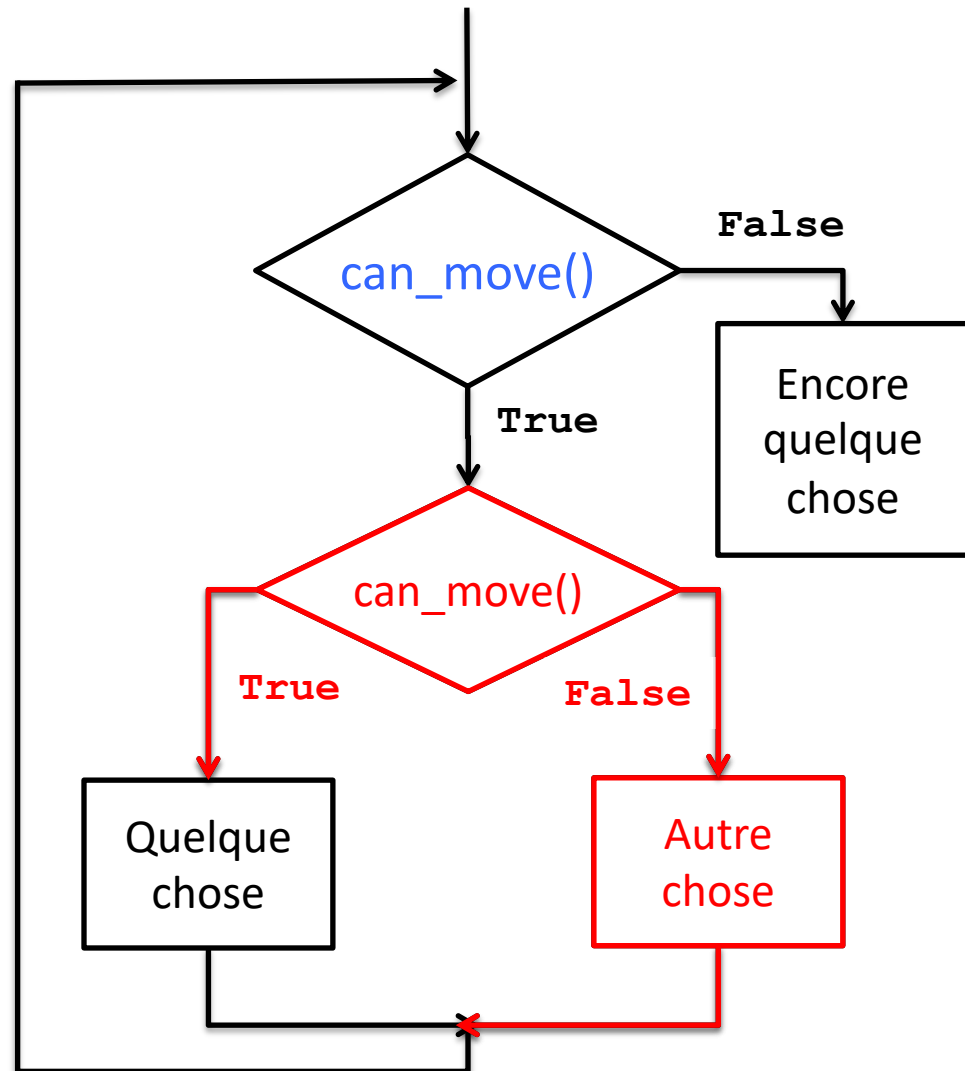 can_move()
False
Encore
quelque
chose
True
can_move()
True
False
Quelque
chose
Autre
chose